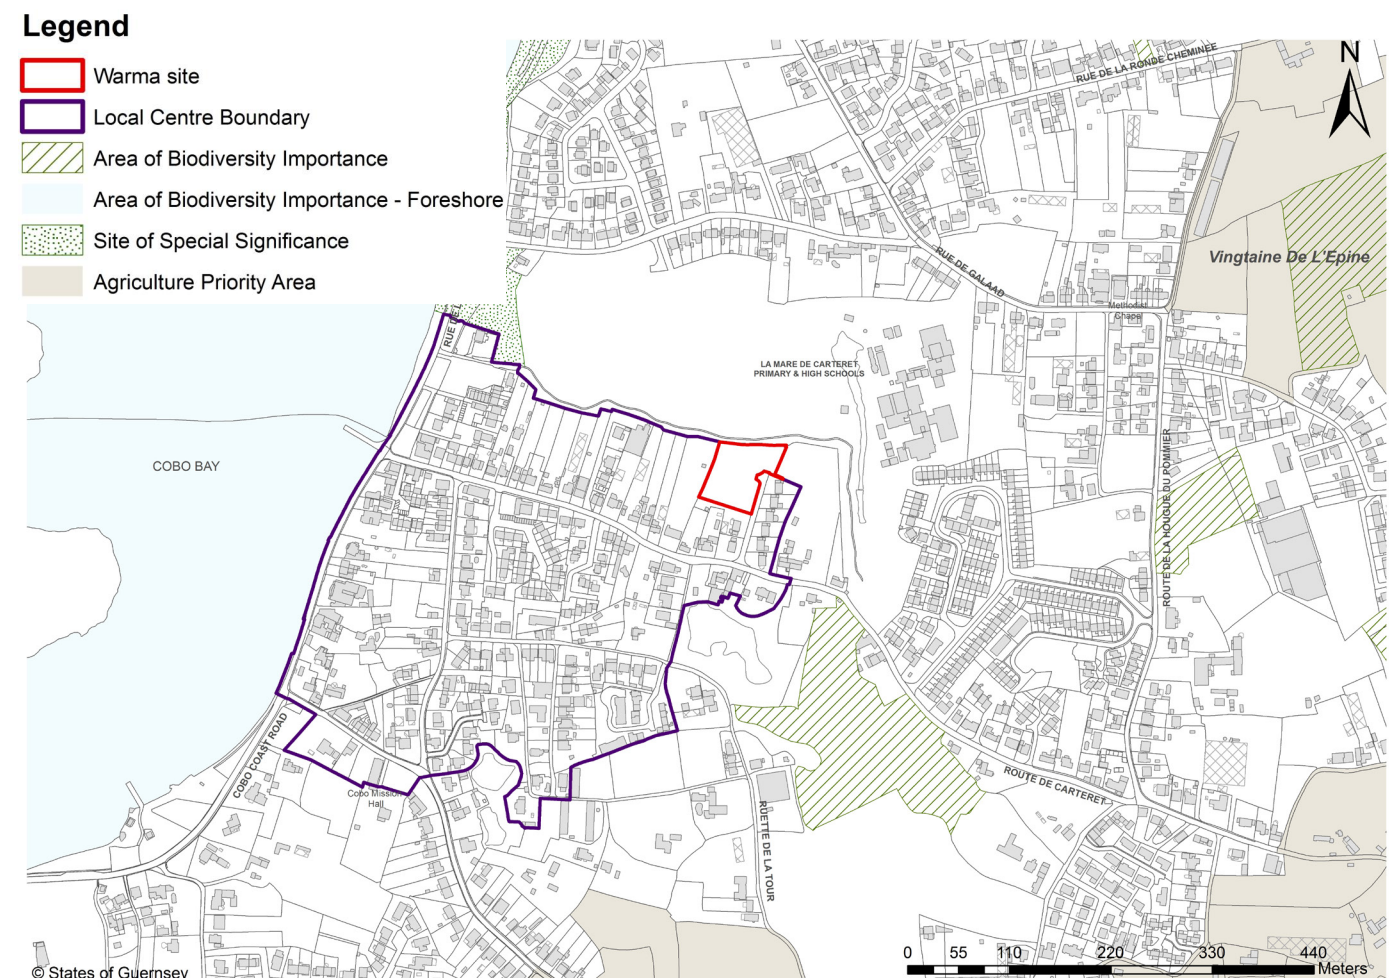 Legend
Warma site
Local Centre Boundary
Area of Biodiversity Importance
Area of Biodiversity Importance - Foreshore
Site of Special Significance
Agriculture Priority Area
N
RUE DE LA RONDE CHEMINEE
Vingtaine De L'Epine
RUE DE GALAAD
Methodist
Chapel
RUE DE L
LA MARE DE CARTERET
PRIMARY & HIGH SCHOOLS
COBO BAY
ROUTE DE LA HOUGUE DU POMMIER
COBO COAST ROAD
Cobo Mission
Hall
ROUTE DE CARTERET
RUETTE DE LA TOUR
0 55 110 220 330 440
Meters
© States of Guernsey